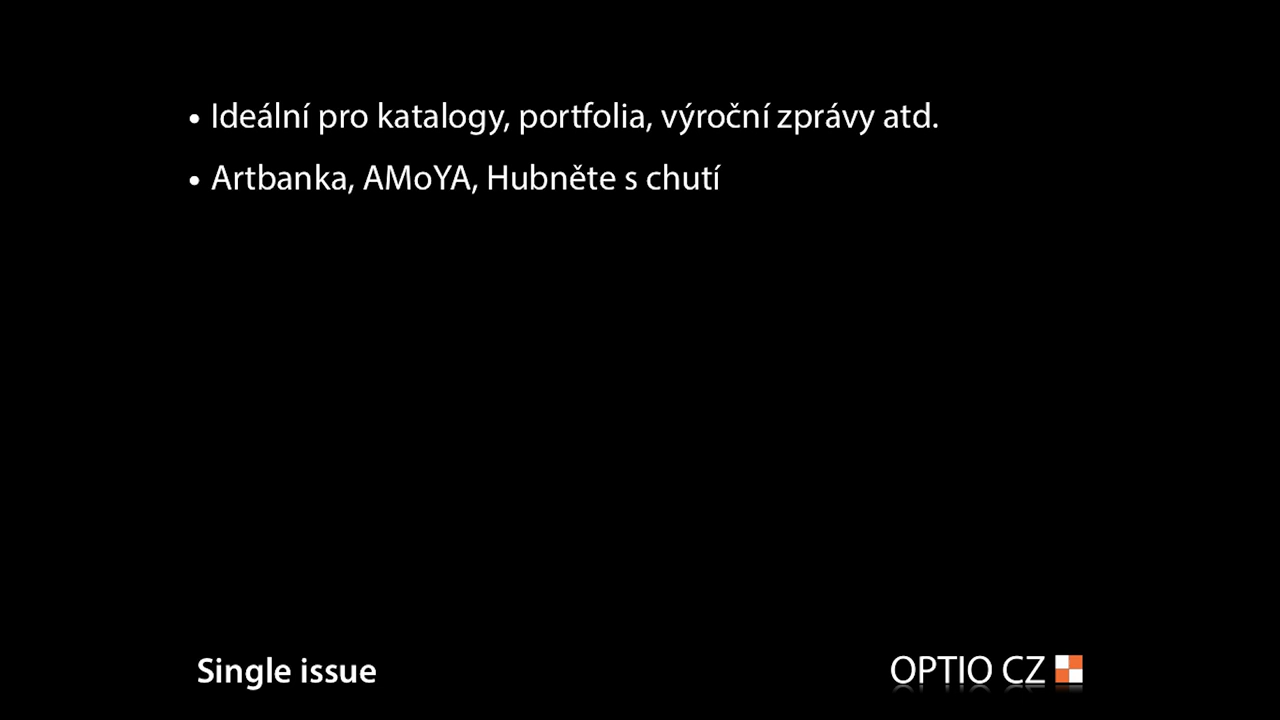 • Ideální pro katalogy, portfolia, výroční zprávy atd.
• Artbanka, AMoYA, Hubněte s chutí
Single issue
OPTIO CZ